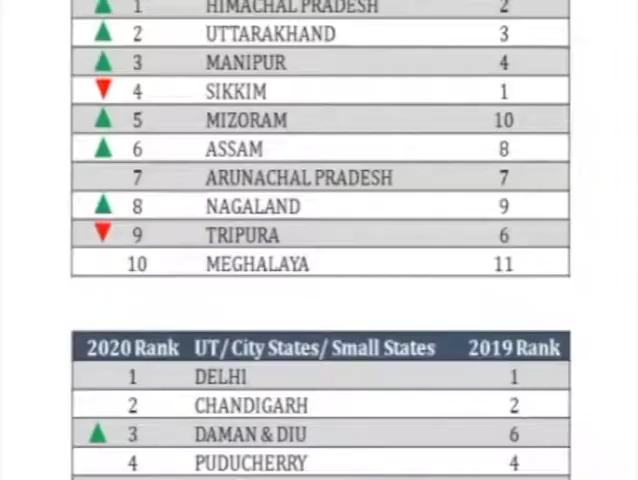 1 HIMACHAL PRADESH 2
2 UTTARAKHAND 3
3 MANIPUR 4
4 SIKKIM 1
5 MIZORAM 10
6 ASSAM 8
7 ARUNACHAL PRADESH 7
8 NAGALAND 9
9 TRIPURA 6
10 MEGHALAYA 11
2020 Rank UT/City States/ Small States 2019 Rank
1 DELHI 1
2 CHANDIGARH 2
3 DAMAN & DIU 6
4 PUDUCHERRY 4